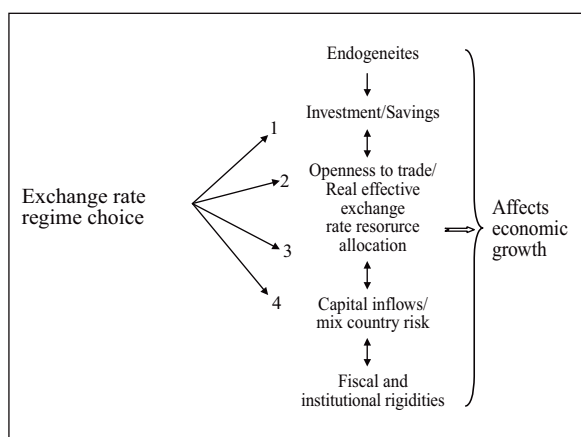 Endogeneites
Investment/Savings
1
Exchange rate
regime choice
2
Openness to trade/
Real effective
exchange
rate resorurce
allocation
3
4
Capital inflows/
mix country risk
Fiscal and
institutional rigidities
Affects
economic
growth